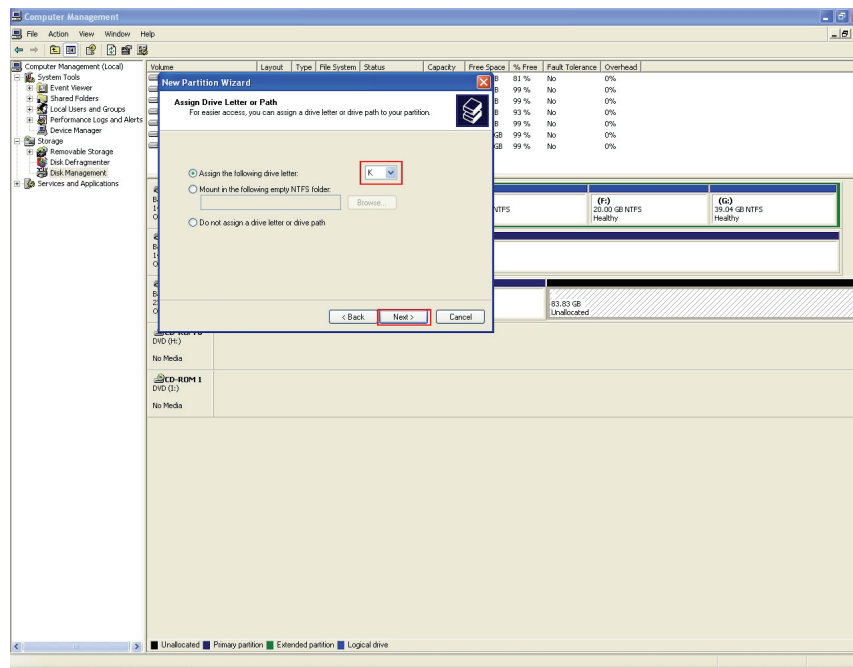 Computer Management
File Action View Window Help
Computer Management (Local)
System Tools
Event Viewer
Shared Folders
Local Users and Groups
Performance Logs and Alerts
Device Manager
Storage
Removable Storage
Disk Defragmenter
Disk Management
Services and Applications
Volume Layout Type File System Status Capacity Free Space % Free Fault Tolerance Overhead
B 81 % No 0%
B 99 % No 0%
B 99 % No 0%
B 93 % No 0%
B 99 % No 0%
GB 99 % No 0%
GB 99 % No 0%
New Partition Wizard
Assign Drive Letter or Path
For easier access, you can assign a drive letter or drive path to your partition.
Assign the following drive letter: K
Mount in the following empty NTFS folder:
Browse...
Do not assign a drive letter or drive path
< Back Next > Cancel
NTFS
(F:)
20.00 GB NTFS
Healthy
(G:)
39.04 GB NTFS
Healthy
83.83 GB
Unallocated
DVD (H:)
No Media
CD-ROM 1
DVD (I:)
No Media
Unallocated Primary partition Extended partition Logical drive